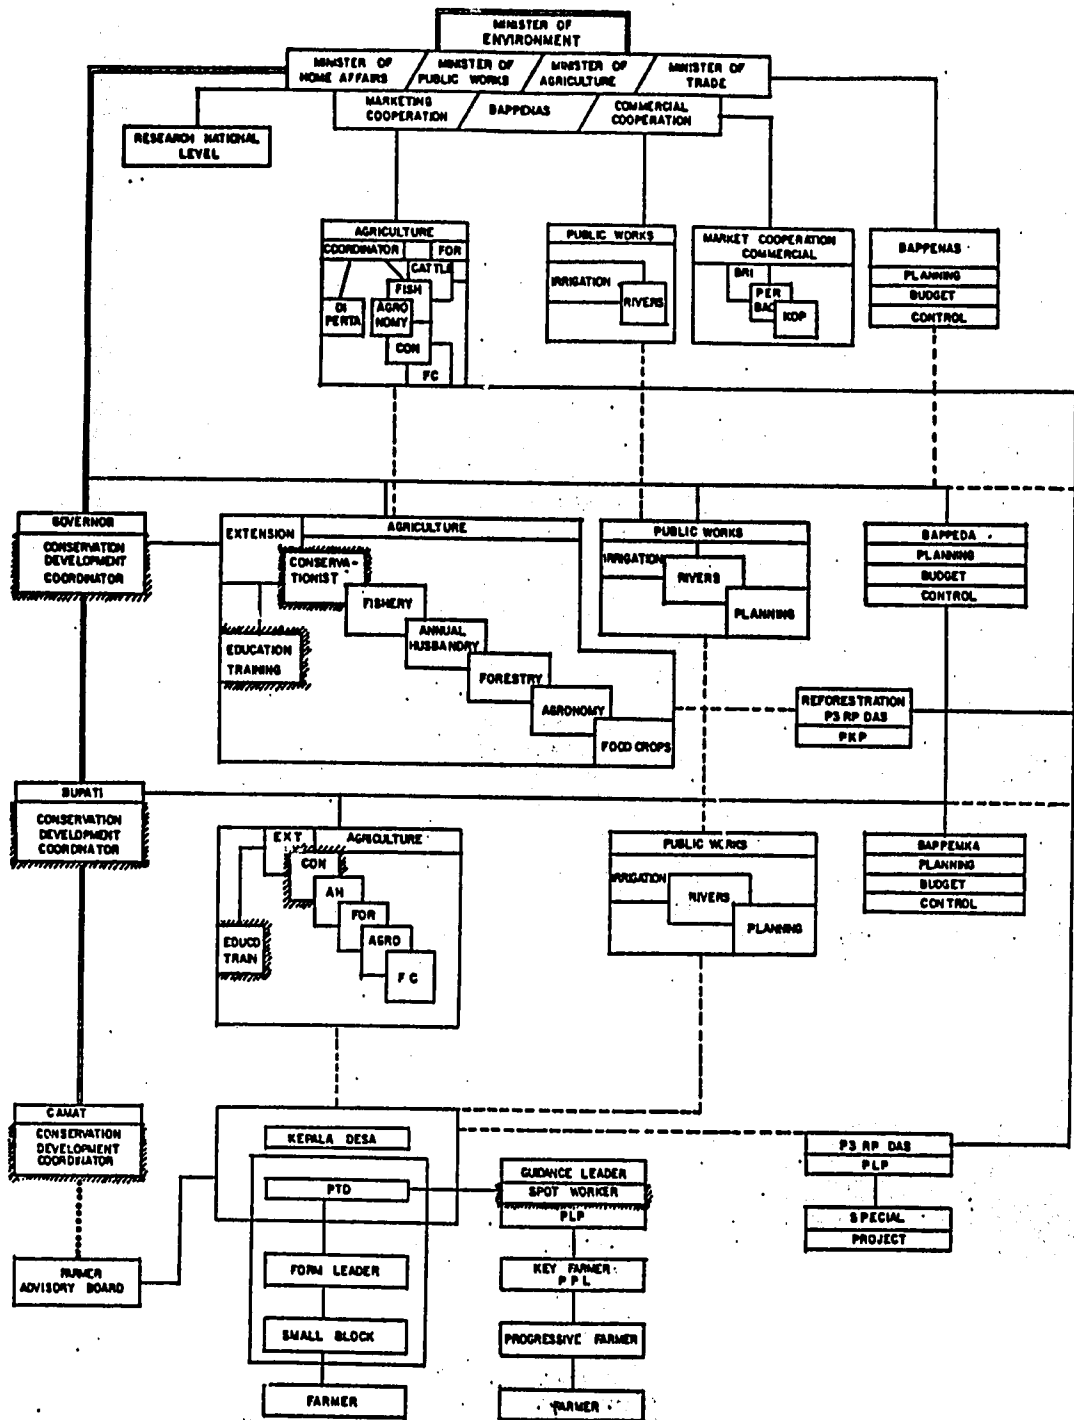 MINISTER OF
ENVIRONMENT
MINISTER OF
HOME AFFAIRS
MINISTER OF
PUBLIC WORKS
MINISTER OF
AGRICULTURE
MINISTER OF
TRADE
MARKETING
COOPERATION
BAPPENAS
COMMERCIAL
COOPERATION
RESEARCH NATIONAL
LEVEL
AGRICULTURE
COORDINATOR
FOR
CATTLE
FISH
DI
PERTA
AGRO
NOMY
CON
FC
PUBLIC WORKS
IRRIGATION
RIVERS
MARKET COOPERATION
COMMERCIAL
BRI
PER
BAC
KOP
BAPPENAS
PLANNING
BUDGET
CONTROL
GOVERNOR
CONSERVATION
DEVELOPMENT
COORDINATOR
EXTENSION
AGRICULTURE
CONSERVA-
TIONIST
FISHERY
ANNUAL
HUSBANDRY
FORESTRY
AGRONOMY
FOOD CROPS
EDUCATION
TRAINING
PUBLIC WORKS
IRRIGATION
RIVERS
PLANNING
BAPPEDA
PLANNING
BUDGET
CONTROL
REFORESTRATION
P3 RP DAS
PKP
BUPATI
CONSERVATION
DEVELOPMENT
COORDINATOR
EXT
AGRICULTURE
CON
AH
FOR
AGRO
FC
EDUCO
TRAIN
PUBLIC WORKS
IRRIGATION
RIVERS
PLANNING
BAPPEMKA
PLANNING
BUDGET
CONTROL
CAMAT
CONSERVATION
DEVELOPMENT
COORDINATOR
KEPALA DESA
PTD
FORM LEADER
SMALL BLOCK
FARMER
GUIDANCE LEADER
SPOT WORKER
PLP
KEY FARMER
PPL
PROGRESSIVE FARMER
FARMER
P3 RP DAS
PLP
SPECIAL
PROJECT
FARMER
ADVISORY BOARD